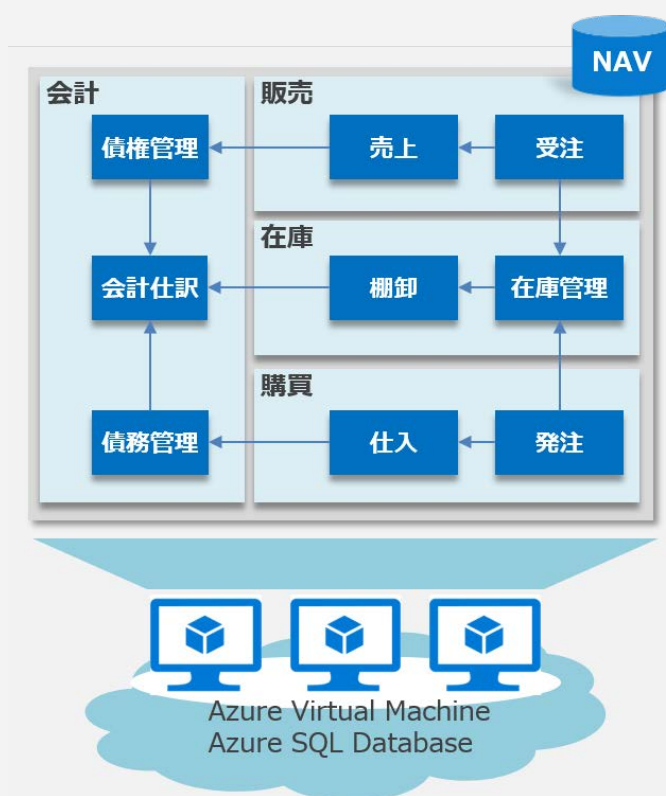 NAV
会計
販売
債権管理
売上
受注
在庫
会計仕訳
棚卸
在庫管理
購買
債務管理
仕入
発注
Azure Virtual Machine
Azure SQL Database